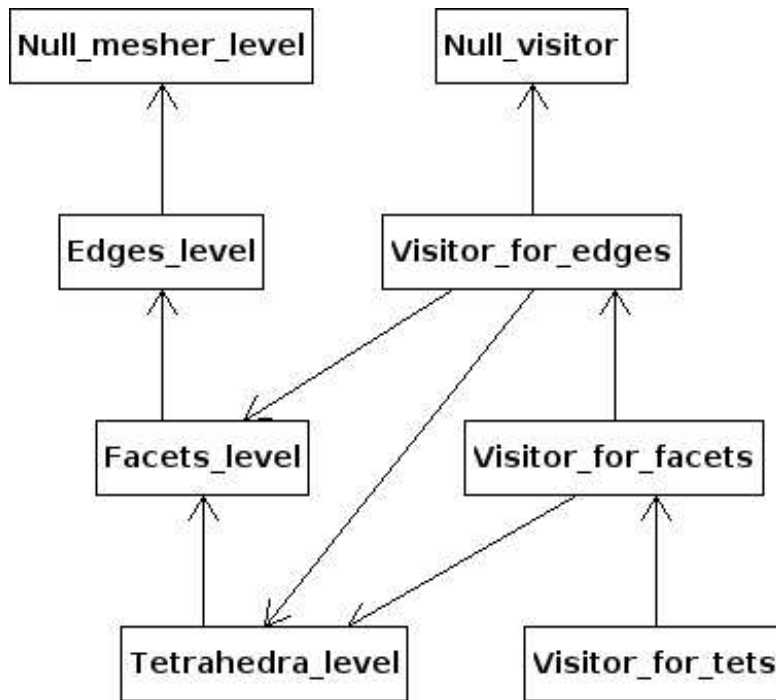 Null_mesher_level
Null_visitor
Edges_level
Visitor_for_edges
Facets_level
Visitor_for_facets
Tetrahedra_level
Visitor_for_tets